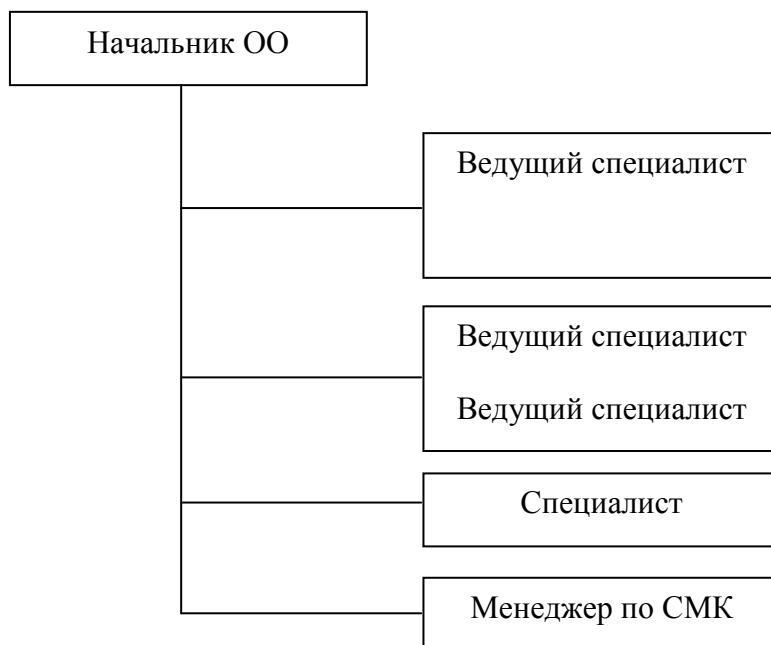 Начальник ОО
Ведущий специалист
Ведущий специалист
Ведущий специалист
Специалист
Менеджер по СМК